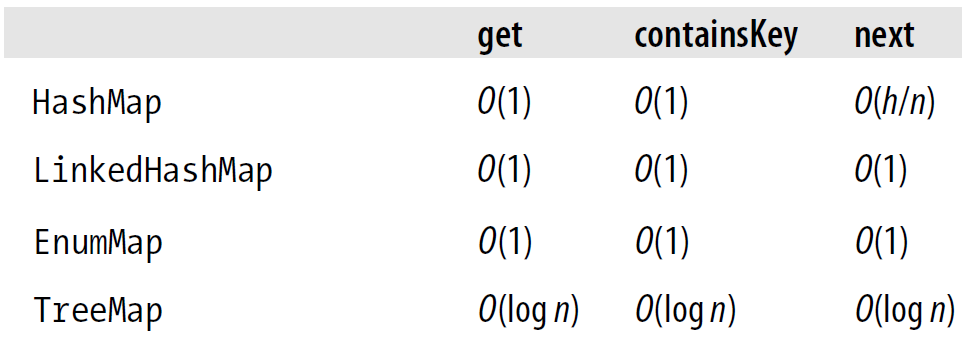 get containsKey next
HashMap O(1) O(1) O(h/n)
LinkedHashMap O(1) O(1) O(1)
EnumMap O(1) O(1) O(1)
TreeMap O(log n) O(log n) O(log n)